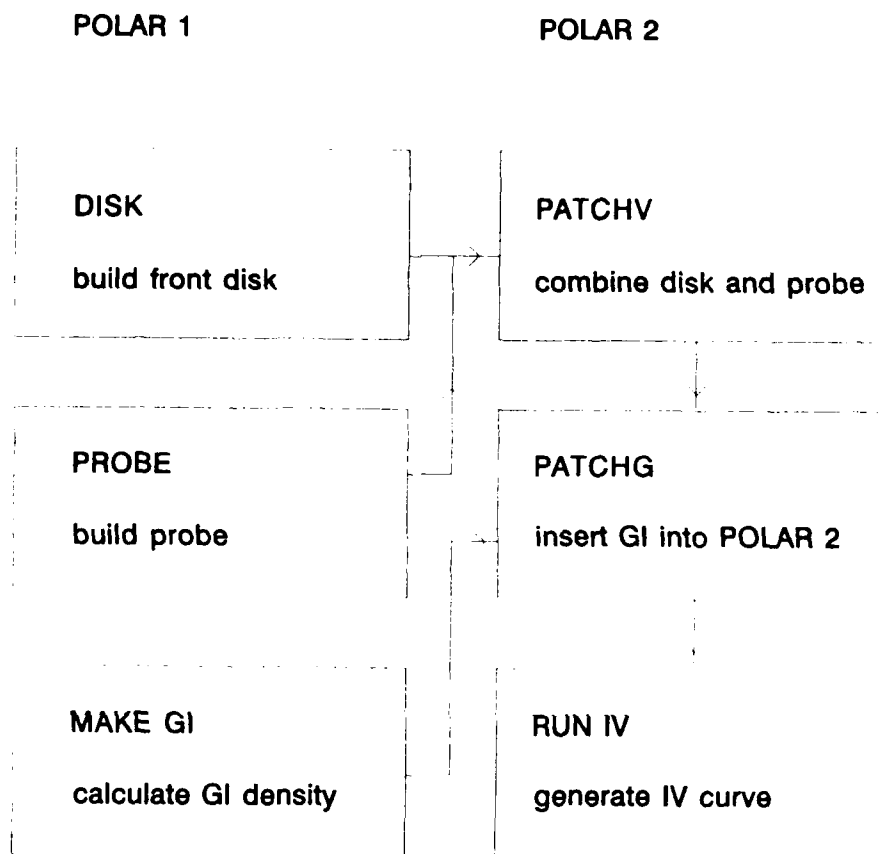 POLAR 1
POLAR 2
DISK
build front disk
PATCHV
combine disk and probe
PROBE
build probe
PATCHG
insert GI into POLAR 2
MAKE GI
calculate GI density
RUN IV
generate IV curve